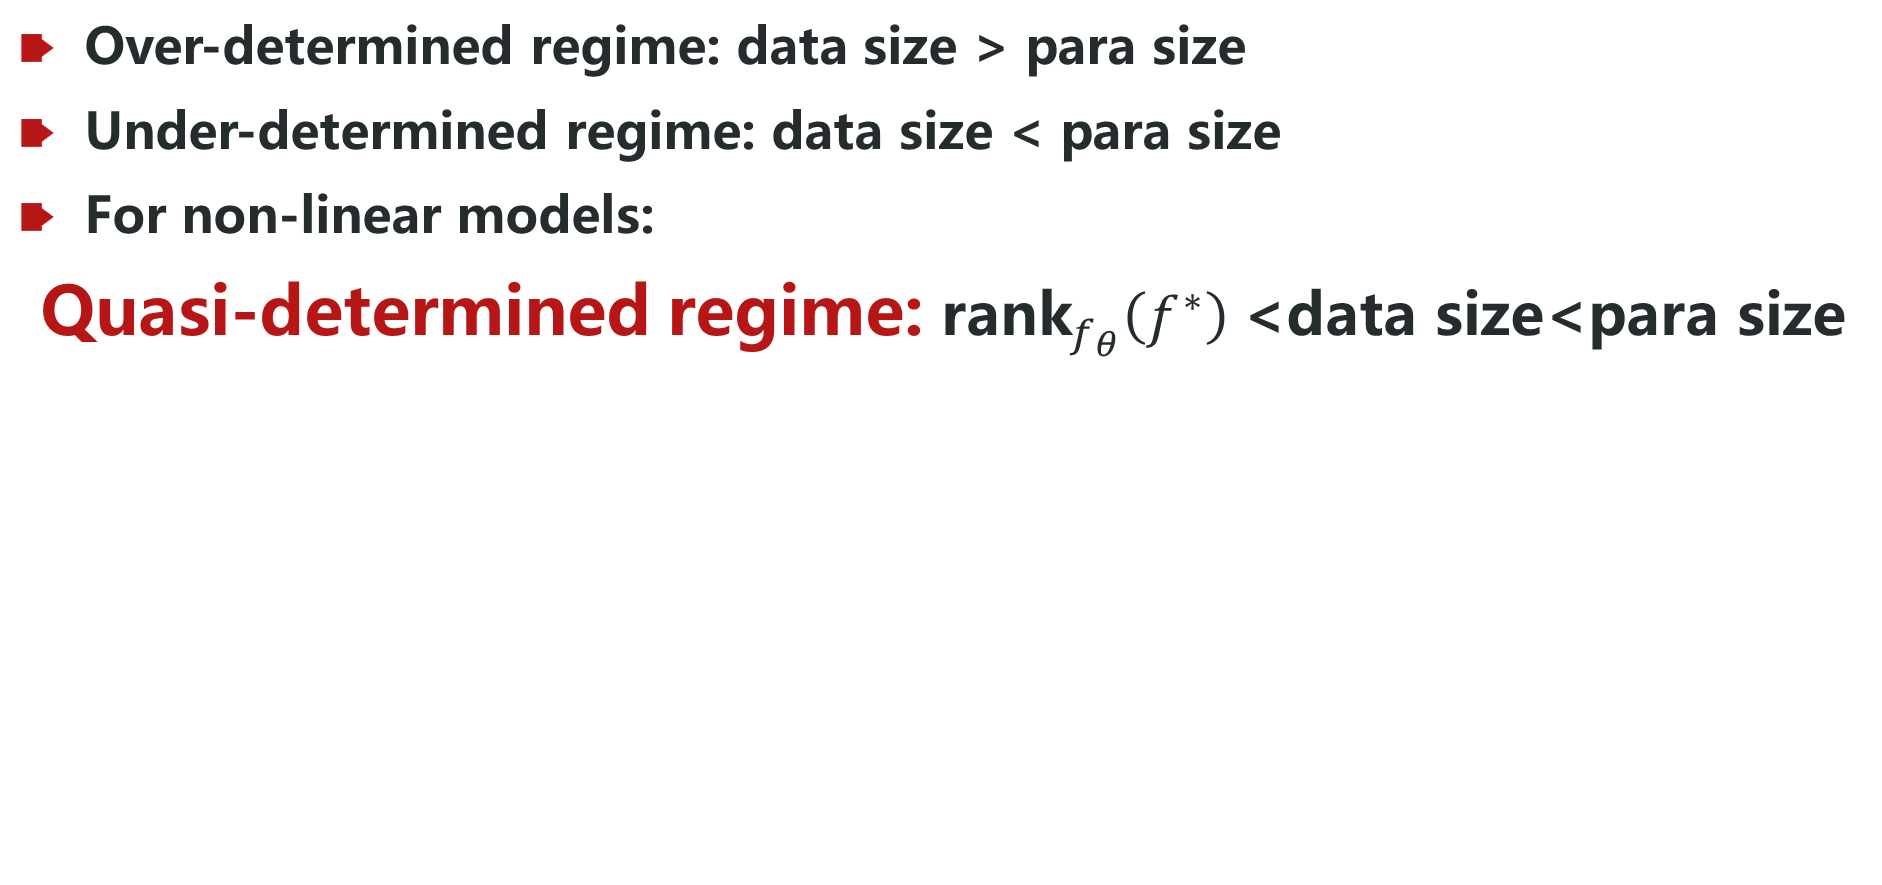 Over-determined regime: data size > para size
Under-determined regime: data size < para size
For non-linear models:
Quasi-determined regime: rank_{f_θ}(f*) <data size<para size